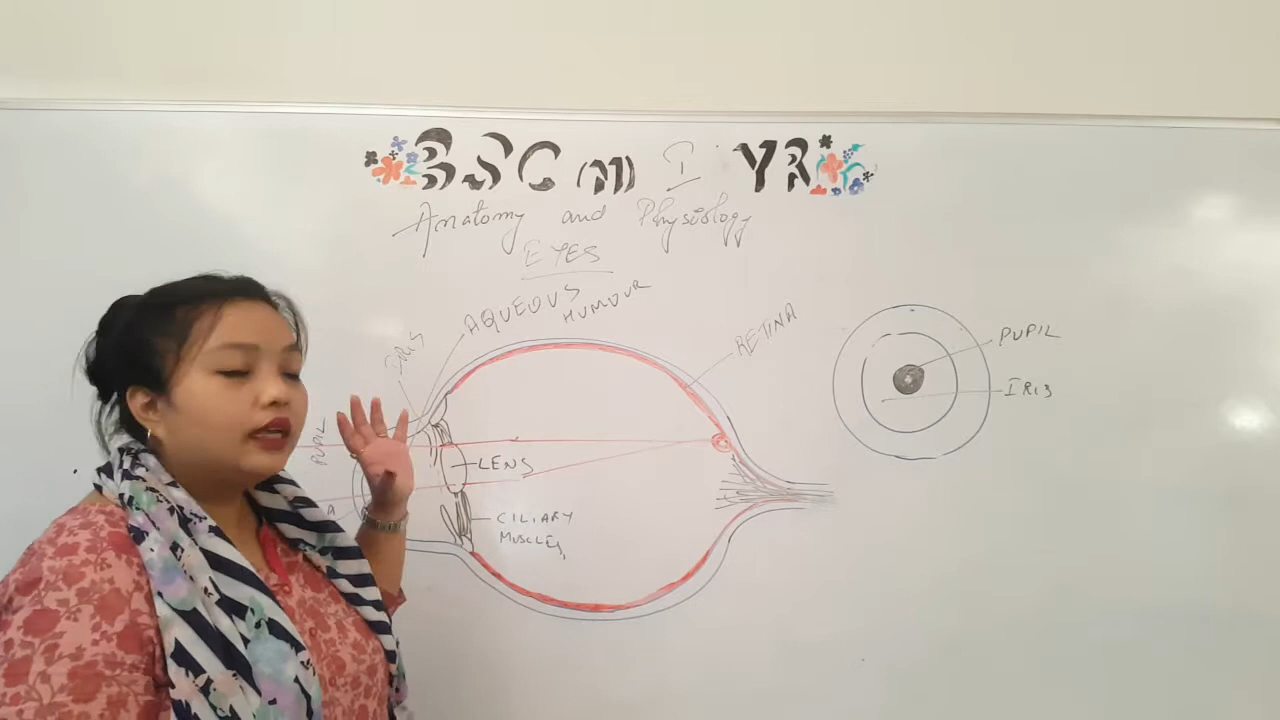 BSC (N) I YR
Anatomy and Physiology
EYES
AQUEOUS
HUMOUR
IRIS
RETINA
PUPIL
IRIS
PUPIL
LENS
A
CILIARY
MUSCLES